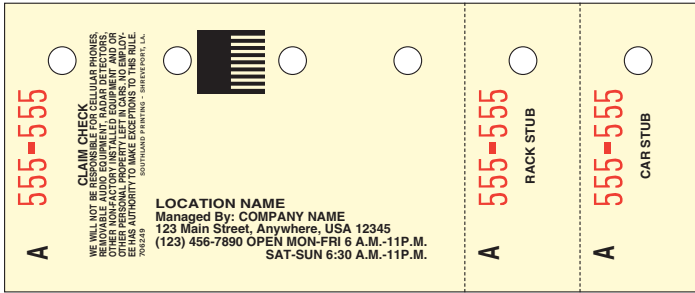 A 555-555
CLAIM CHECK
WE WILL NOT BE RESPONSIBLE FOR CELLULAR PHONES,
REMOVABLE AUDIO EQUIPMENT, RADAR DETECTORS,
OTHER NON-FACTORY INSTALLED EQUIPMENT AND OR
OTHER PERSONAL PROPERTY LEFT IN CARS. NO EMPLOY-
EE HAS AUTHORITY TO MAKE EXCEPTIONS TO THIS RULE.
706249 SOUTHLAND PRINTING - SHREVEPORT, LA.
LOCATION NAME
Managed By: COMPANY NAME
123 Main Street, Anywhere, USA 12345
(123) 456-7890 OPEN MON-FRI 6 A.M.-11P.M.
SAT-SUN 6:30 A.M.-11P.M.
A 555-555
RACK STUB
A 555-555
CAR STUB